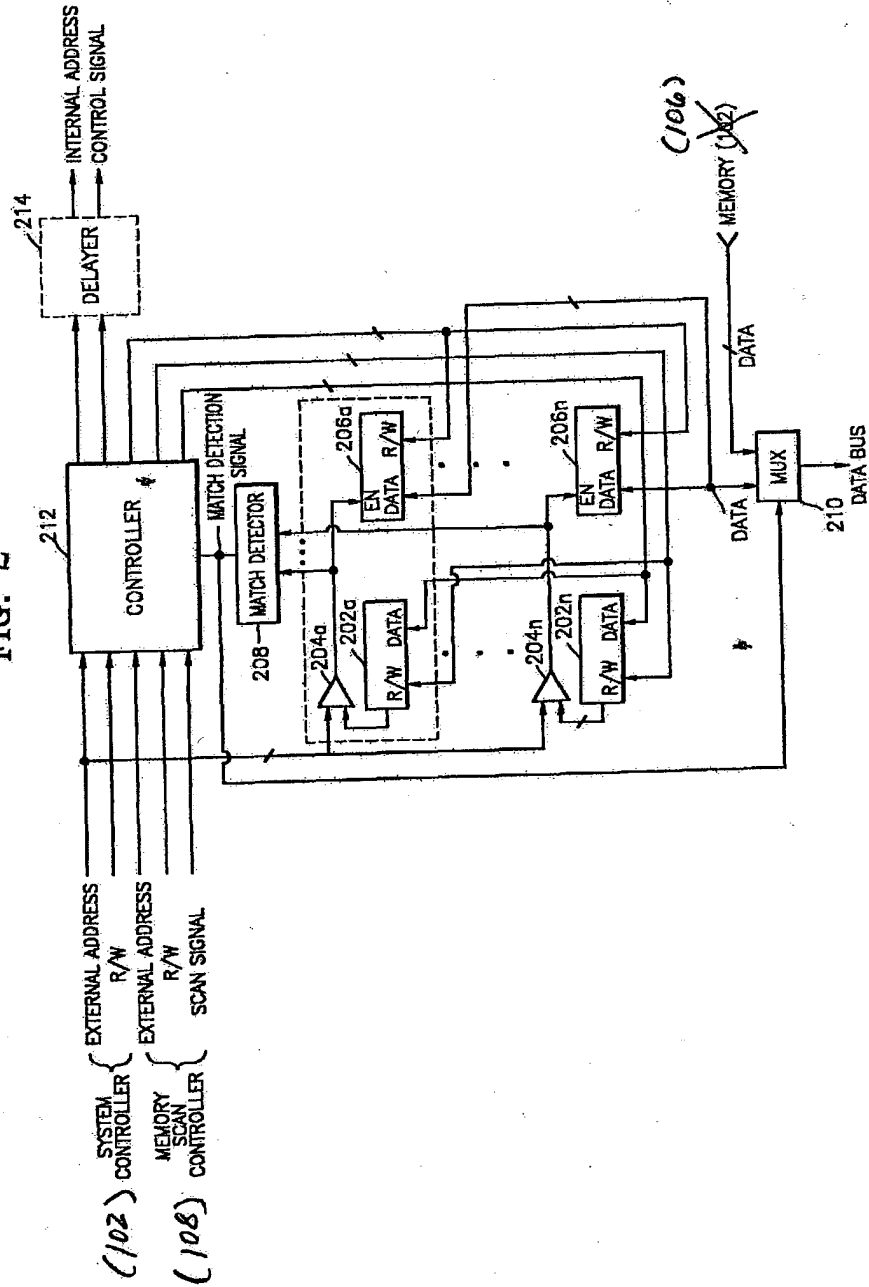 FIG. 2
(102) SYSTEM CONTROLLER
EXTERNAL ADDRESS
R/W
(108) MEMORY SCAN CONTROLLER
EXTERNAL ADDRESS
R/W
SCAN SIGNAL
212
CONTROLLER
214
DELAYER
INTERNAL ADDRESS
CONTROL SIGNAL
MATCH DETECTION SIGNAL
208
MATCH DETECTOR
204a
202a
R/W DATA
206a
EN
DATA R/W
204n
202n
R/W DATA
206n
EN
DATA R/W
(106)
MEMORY (102)
DATA
DATA
MUX
210
DATA BUS